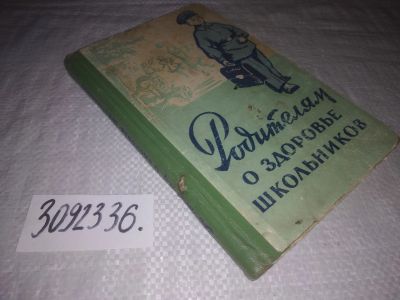 Родителям
О ЗДОРОВЬЕ
ШКОЛЬНИКОВ
3092336.